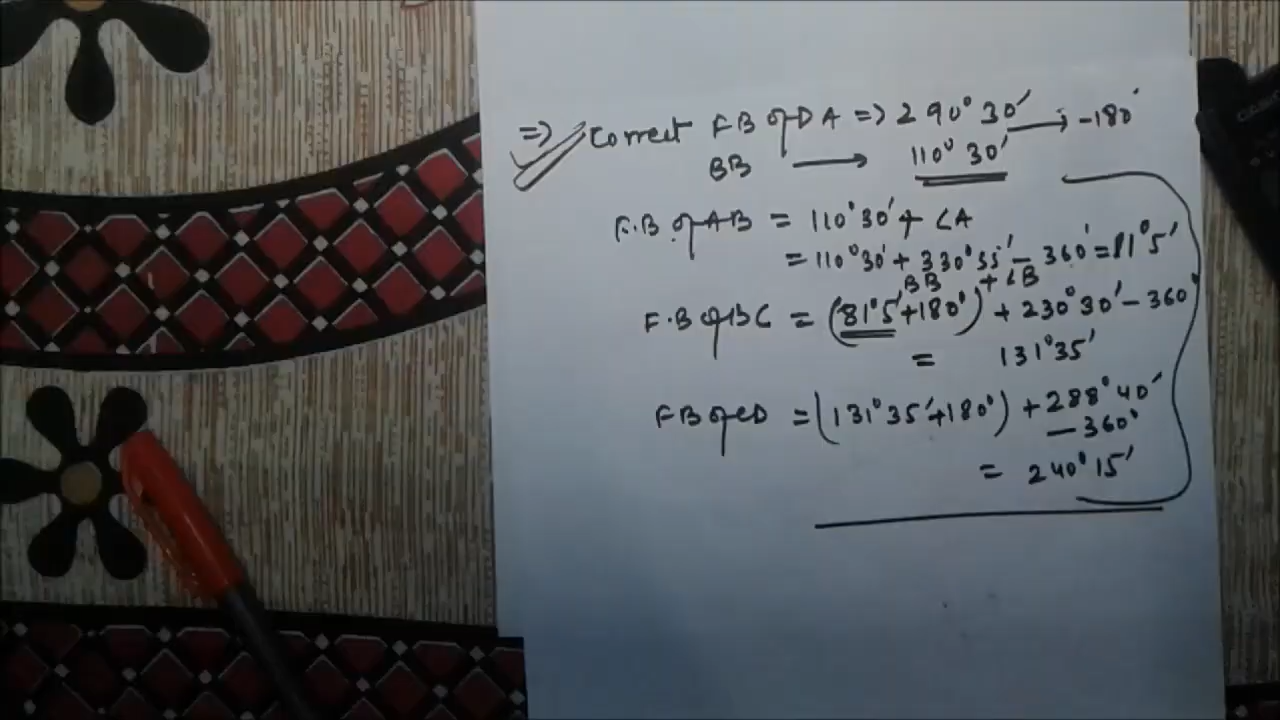 => Correct FB of DA => 290°30' → -180°
BB → 110°30'
F.B of AB = 110°30' + ∠A
= 110°30' + 330°35' - 360° = 81°5'
BB + ∠B
F.B of BC = (81°5' + 180°) + 230°30' - 360°
= 131°35'
FB of CD = (131°35' + 180°) + 288°40'
- 360°
= 240°15'